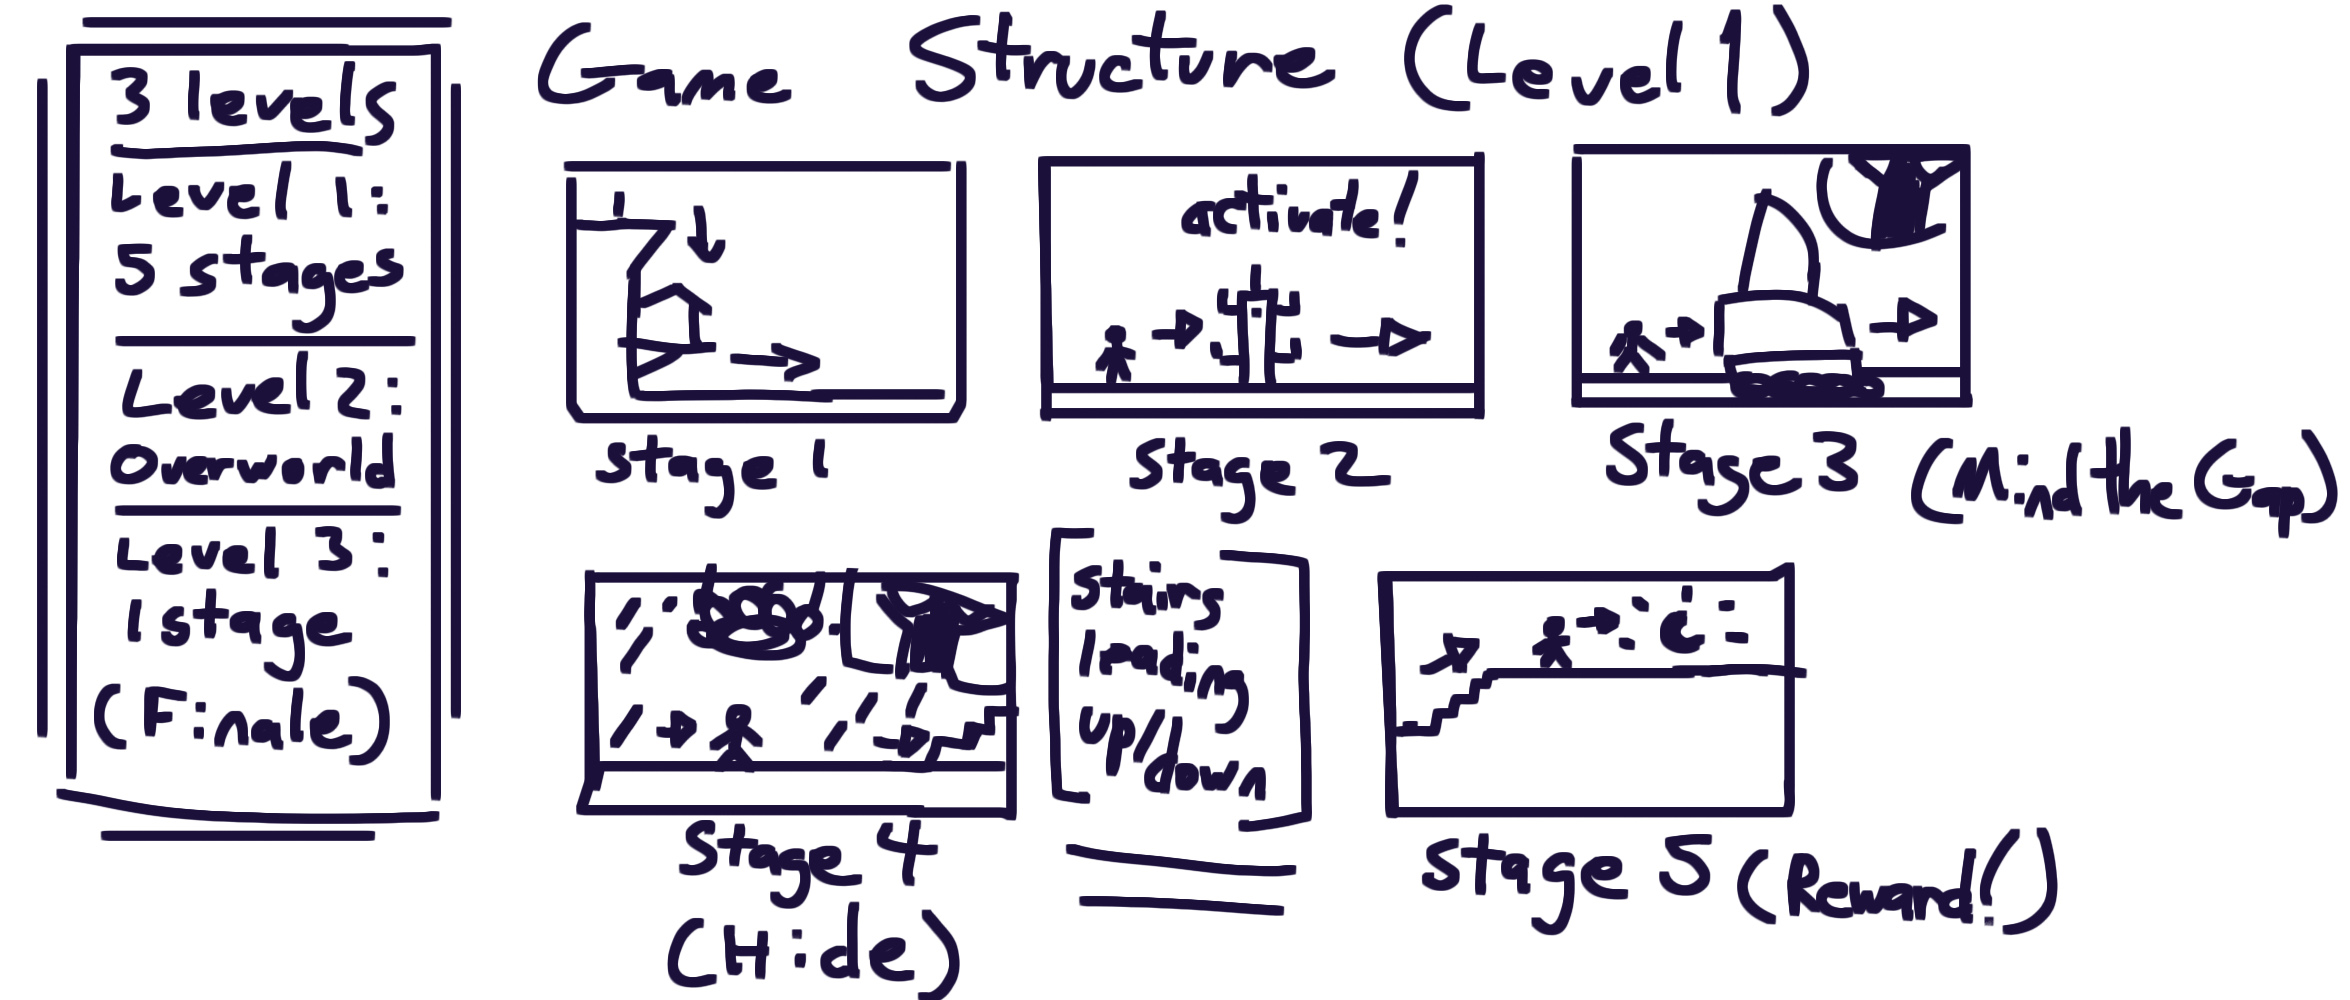 3 levels
Level 1:
5 stages
Level 2:
Overworld
Level 3:
1 stage
(Finale)
Game Structure (Level 1)
stage 1
activate!
Stage 2
Stage 3 (Mind the Gap)
Stage 4
(Hide)
stairs
leading
up/
down
Stage 5 (Reward!)